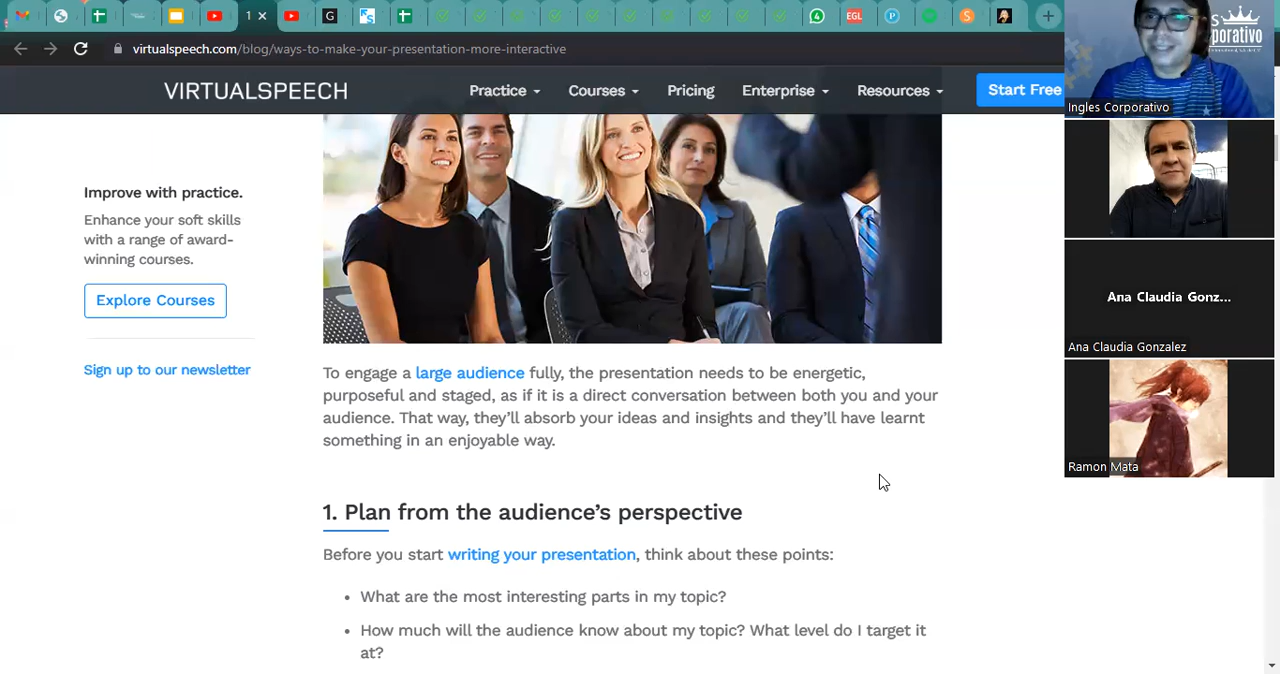 1
G
4
EGL
P
S
virtualspeech.com/blog/ways-to-make-your-presentation-more-interactive
VIRTUALSPEECH
Practice
Courses
Pricing
Enterprise
Resources
Start Free
Improve with practice.
Enhance your soft skills
with a range of award-
winning courses.
Explore Courses
Sign up to our newsletter
To engage a large audience fully, the presentation needs to be energetic,
purposeful and staged, as if it is a direct conversation between both you and your
audience. That way, they'll absorb your ideas and insights and they'll have learnt
something in an enjoyable way.
1. Plan from the audience's perspective
Before you start writing your presentation, think about these points:
• What are the most interesting parts in my topic?
• How much will the audience know about my topic? What level do I target it
at?
S
porativo
Ingles Corporativo
Ana Claudia Gonz...
Ana Claudia Gonzalez
Ramon Mata